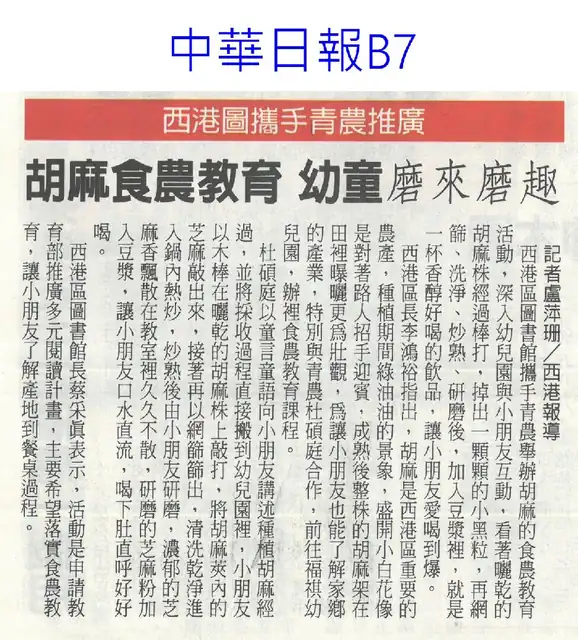 中華日報B7
西港圖攜手青農推廣
胡麻食農教育 幼童磨來磨趣
記者盧萍珊／西港報導
西港區圖書館攜手青農舉辦胡麻的食農教育
活動，深入幼兒園與小朋友互動，看著曬乾的
胡麻株經過棒打，掉出一顆顆的小黑粒，再網
篩、洗淨、炒熟、研磨後，加入豆漿裡，就是
一杯香醇好喝的飲品，讓小朋友愛喝到爆。
西港區長李鴻裕指出，胡麻是西港區重要的
農產，種植期間綠油油的景象，盛開小白花像
是對著路人招手迎賓，成熟後整株的胡麻架在
田裡曝曬更為壯觀，為讓小朋友也能了解家鄉
的產業，特別與青農杜碩庭合作，前往福祺幼
兒園，辦裡食農教育課程。
杜碩庭以童言童語向小朋友講述種植胡麻經
過，並將採收過程直接搬到幼兒園裡，小朋友
以木棒在曬乾的胡麻株上敲打，將胡麻莢內的
芝麻敲出來，接著再以網篩篩出，清洗乾淨進
入鍋內熱炒，炒熟後由小朋友研磨，濃郁的芝
麻香飄散在教室裡久久不散，研磨的芝麻粉加
入豆漿，讓小朋友口水直流，喝下肚直呼好好
喝。
西港區圖書館長蔡采眞表示，活動是申請教
育部推廣多元閱讀計畫，主要希望落實食農教
育，讓小朋友了解產地到餐桌過程。